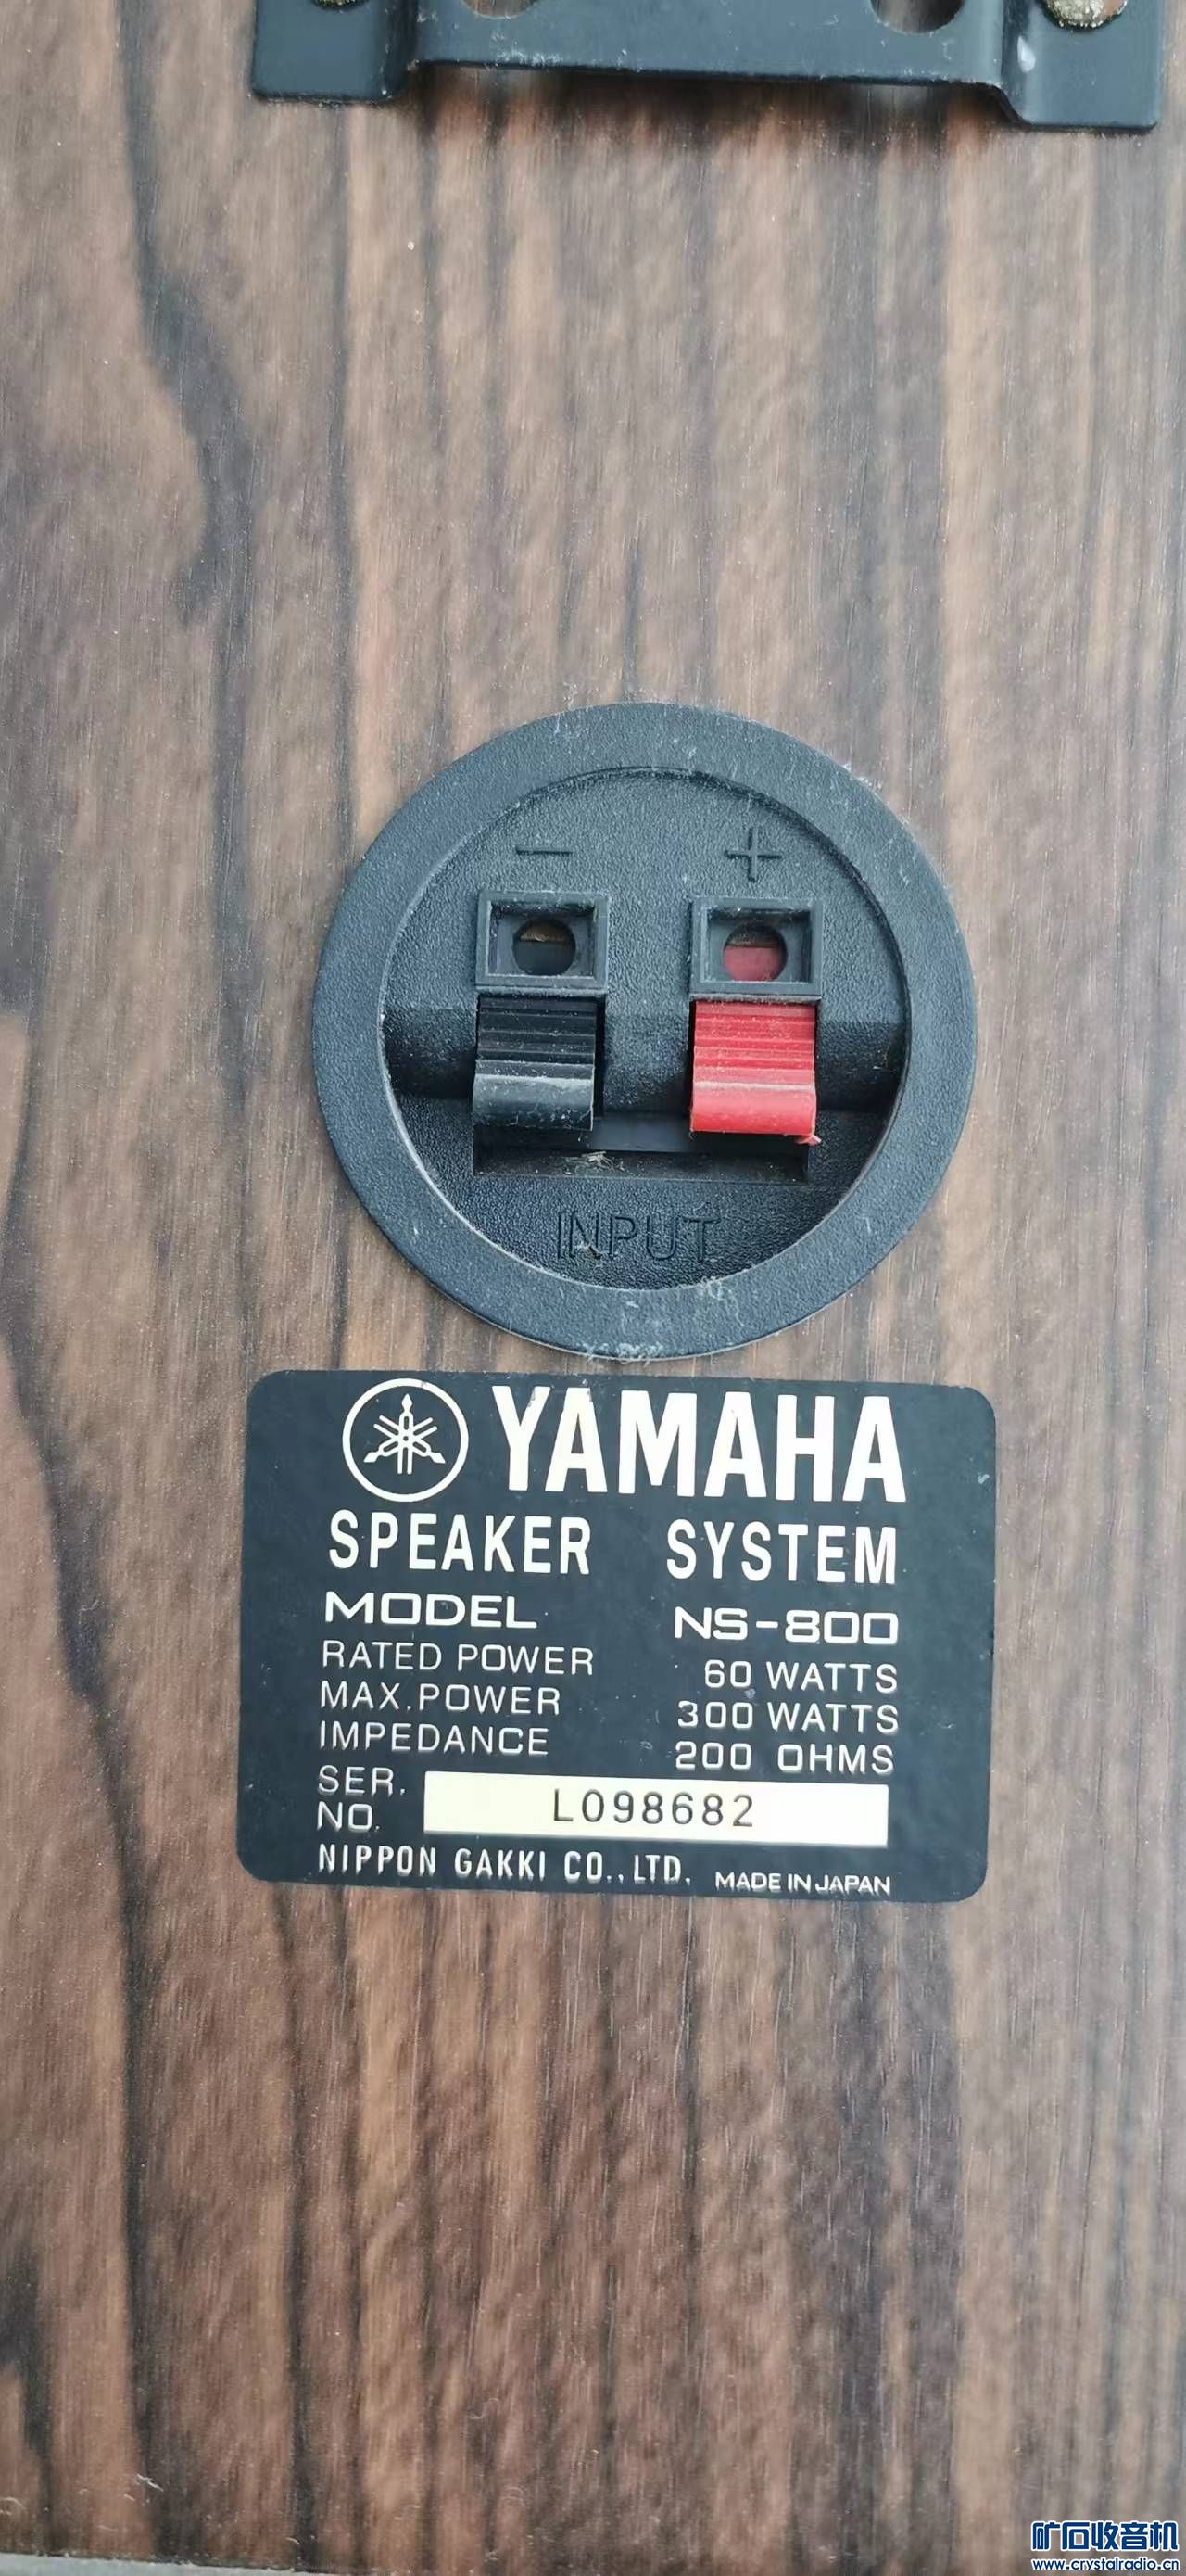 − +
INPUT
YAMAHA
SPEAKER SYSTEM
MODEL NS-800
RATED POWER 60 WATTS
MAX. POWER 300 WATTS
IMPEDANCE 200 OHMS
SER. NO. L098682
NIPPON GAKKI CO., LTD. MADE IN JAPAN
矿石收音机
www.crystalradio.cn